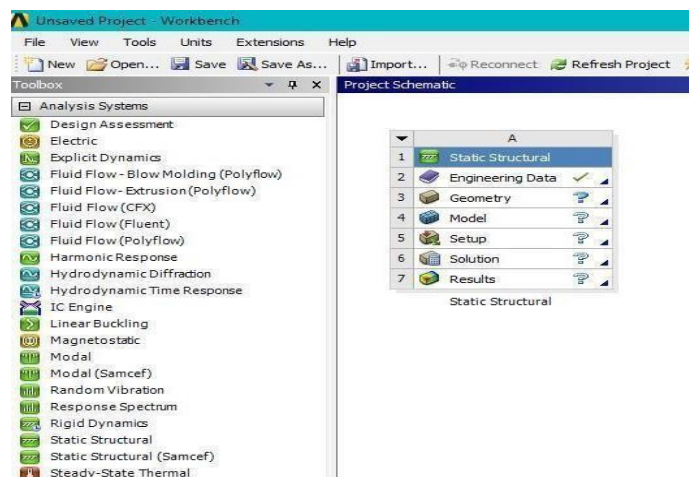 Unsaved Project - Workbench
File View Tools Units Extensions Help
New Open... Save Save As... Import... Reconnect Refresh Project
Toolbox
Project Schematic
Analysis Systems
Design Assessment
Electric
Explicit Dynamics
Fluid Flow - Blow Molding (Polyflow)
Fluid Flow - Extrusion (Polyflow)
Fluid Flow (CFX)
Fluid Flow (Fluent)
Fluid Flow (Polyflow)
Harmonic Response
Hydrodynamic Diffraction
Hydrodynamic Time Response
IC Engine
Linear Buckling
Magnetostatic
Modal
Modal (Samcef)
Random Vibration
Response Spectrum
Rigid Dynamics
Static Structural
Static Structural (Samcef)
Steady-State Thermal
A
1 Static Structural
2 Engineering Data
3 Geometry ?
4 Model ?
5 Setup ?
6 Solution ?
7 Results ?
Static Structural